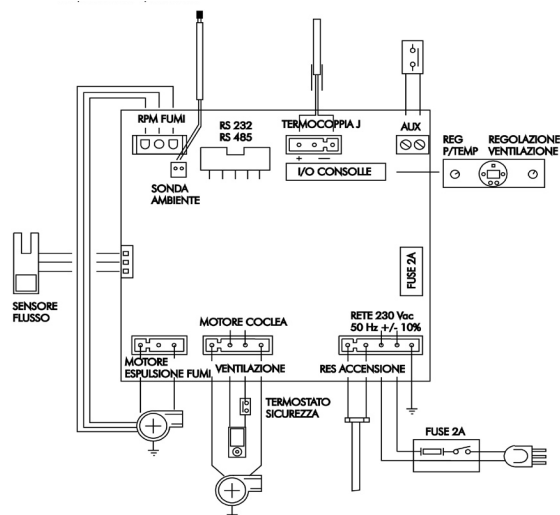 RPM FUMI
RS 232
RS 485
TERMOCOPPIA J
AUX
+ —
I/O CONSOLLE
SONDA
AMBIENTE
REG
P/TEMP
REGOLAZIONE
VENTILAZIONE
SENSORE
FLUSSO
FUSE 2A
RETE 230 Vac
50 Hz +/- 10%
MOTORE COCLEA
MOTORE
ESPULSIONE FUMI
VENTILAZIONE
RES ACCENSIONE
TERMOSTATO
SICUREZZA
FUSE 2A